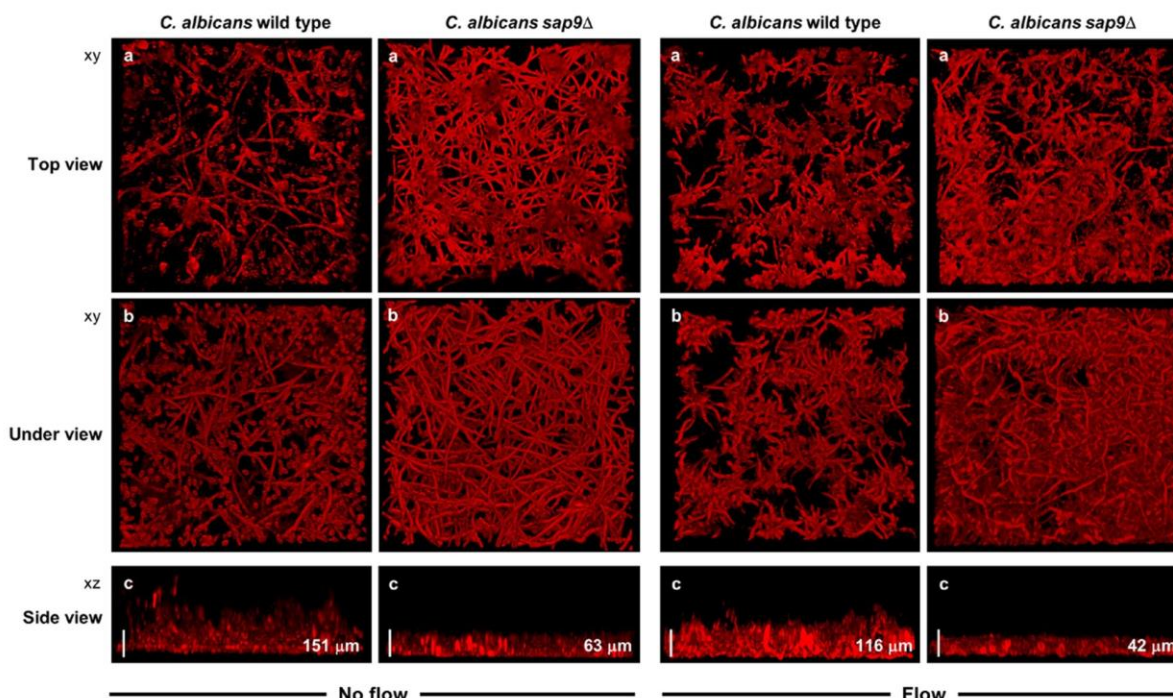 C. albicans wild type C. albicans sap9Δ C. albicans wild type C. albicans sap9Δ
xy a a a a
Top view
xy b b b b
Under view
xz c c c c
Side view 151 μm 63 μm 116 μm 42 μm
No flow Flow